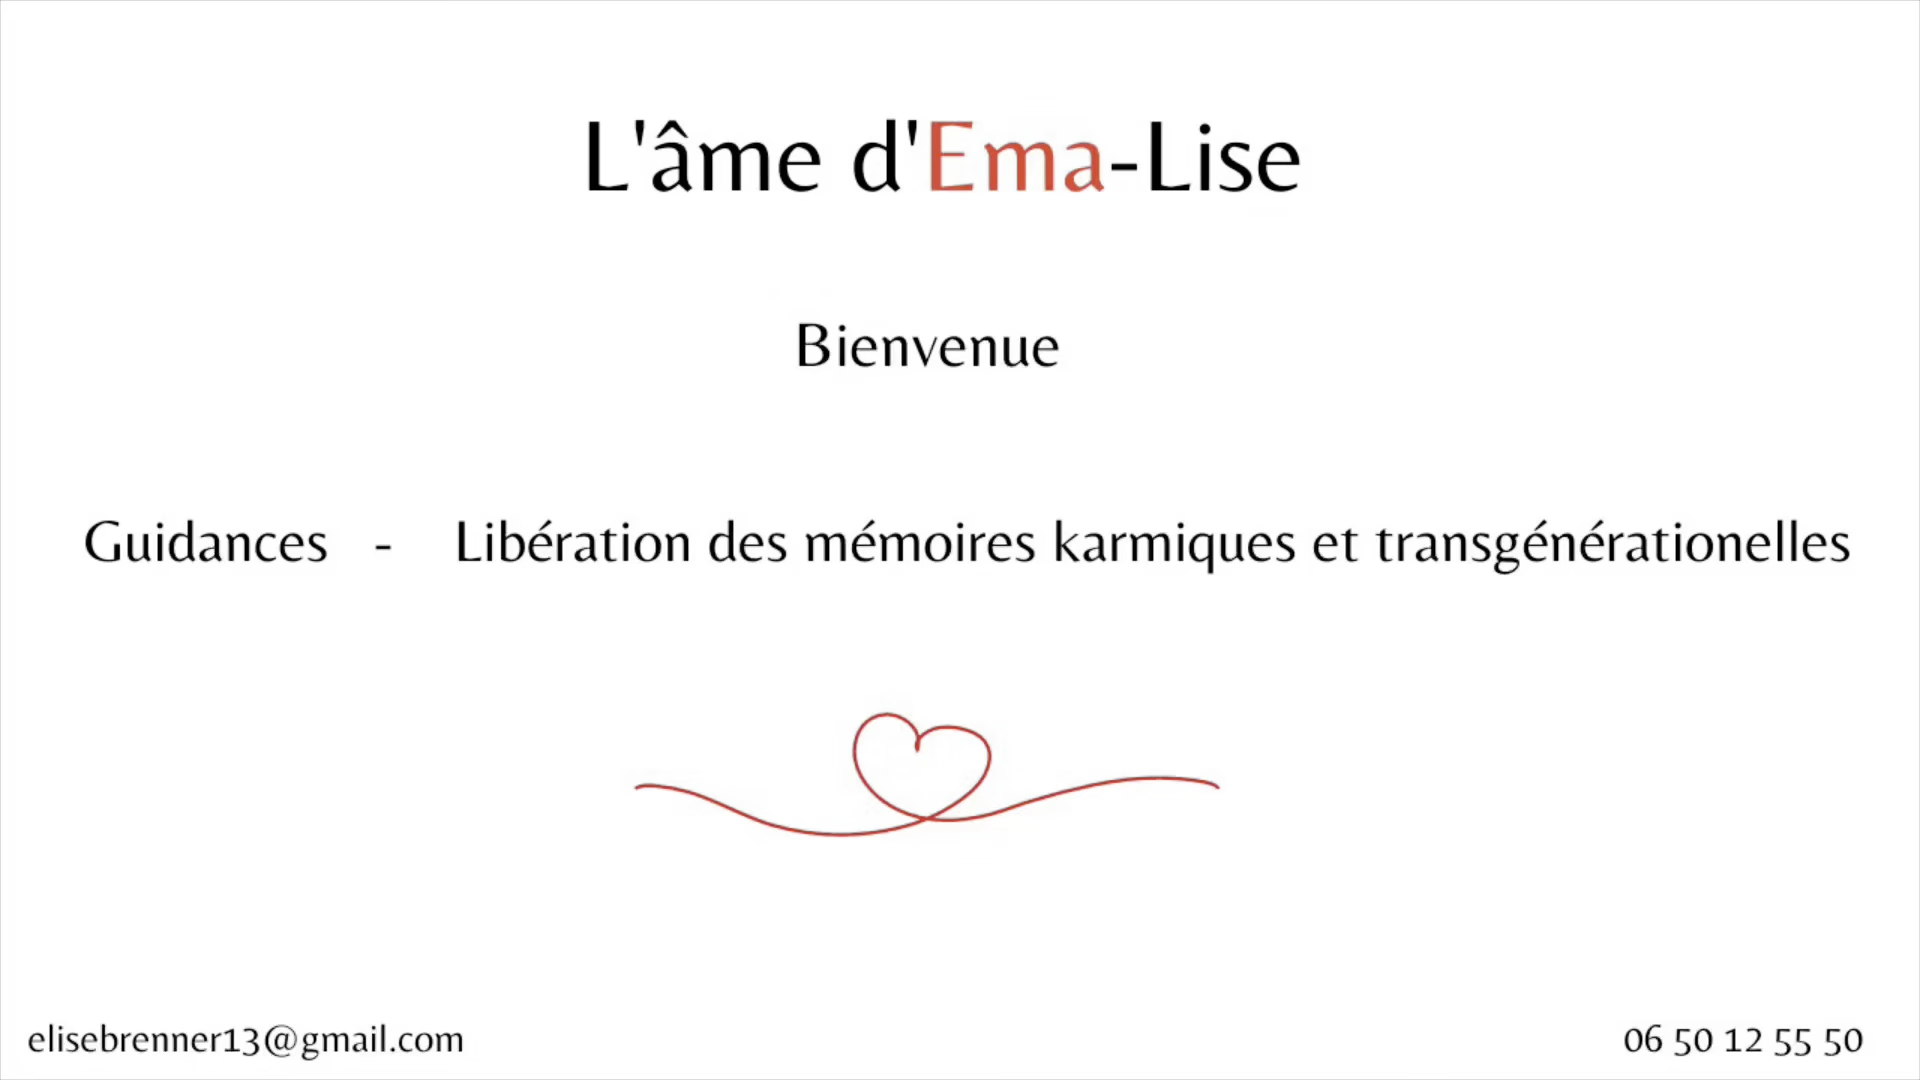 L'âme d'Ema-Lise
Bienvenue
Guidances - Libération des mémoires karmiques et transgénérationelles
elisebrenner13@gmail.com
06 50 12 55 50